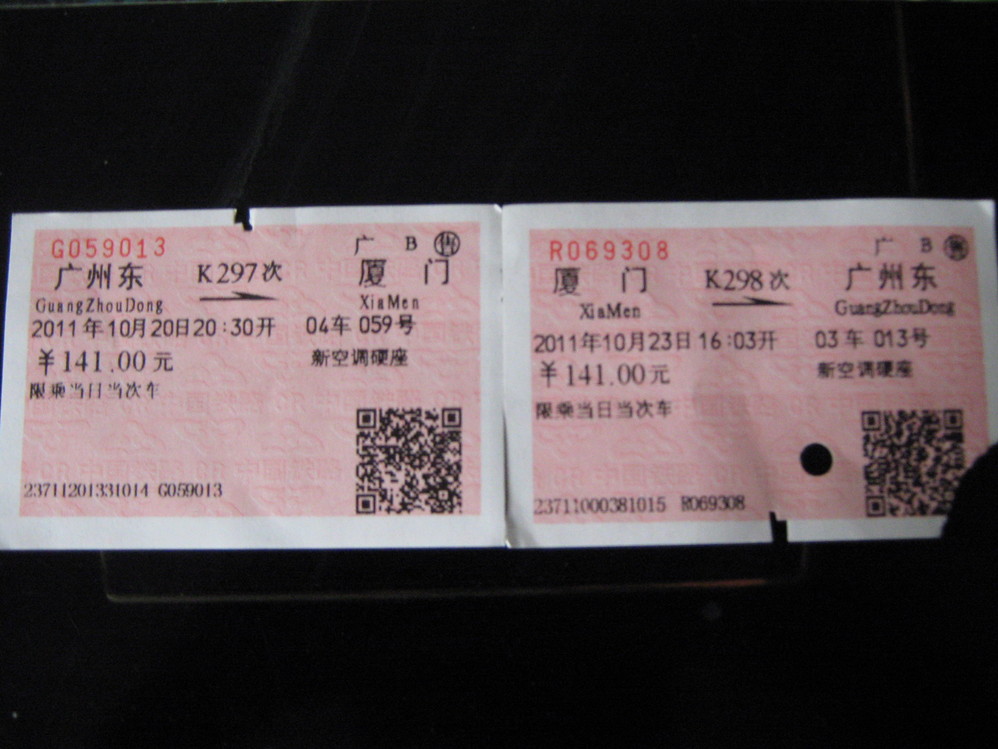 G059013 广 B 售
广州东 K297次 厦 门
GuangZhouDong XiaMen
2011年10月20日20:30开 04车 059号
￥141.00元 新空调硬座
限乘当日当次车
23711201331014 G059013
R069308 广 B 售
厦 门 K298次 广州东
XiaMen GuangZhouDong
2011年10月23日16:03开 03车 013号
￥141.00元 新空调硬座
限乘当日当次车
23711000381015 R069308